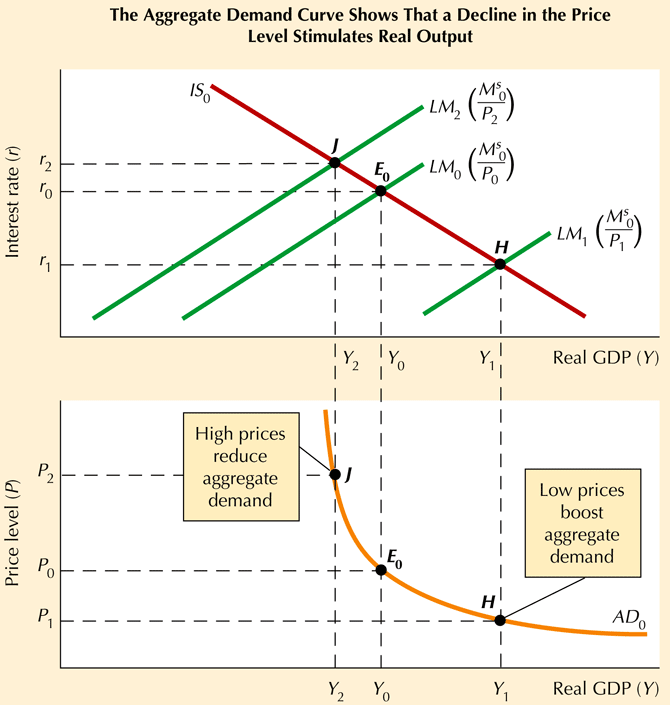 The Aggregate Demand Curve Shows That a Decline in the Price
Level Stimulates Real Output
IS₀
LM₂ (Mˢ₀/P₂)
J
LM₀ (Mˢ₀/P₀)
E₀
r₂
r₀
LM₁ (Mˢ₀/P₁)
H
r₁
Interest rate (r)
Y₂ Y₀ Y₁ Real GDP (Y)
High prices
reduce
aggregate
demand
P₂
J
Low prices
boost
aggregate
demand
P₀
E₀
H
P₁
AD₀
Price level (P)
Y₂ Y₀ Y₁ Real GDP (Y)